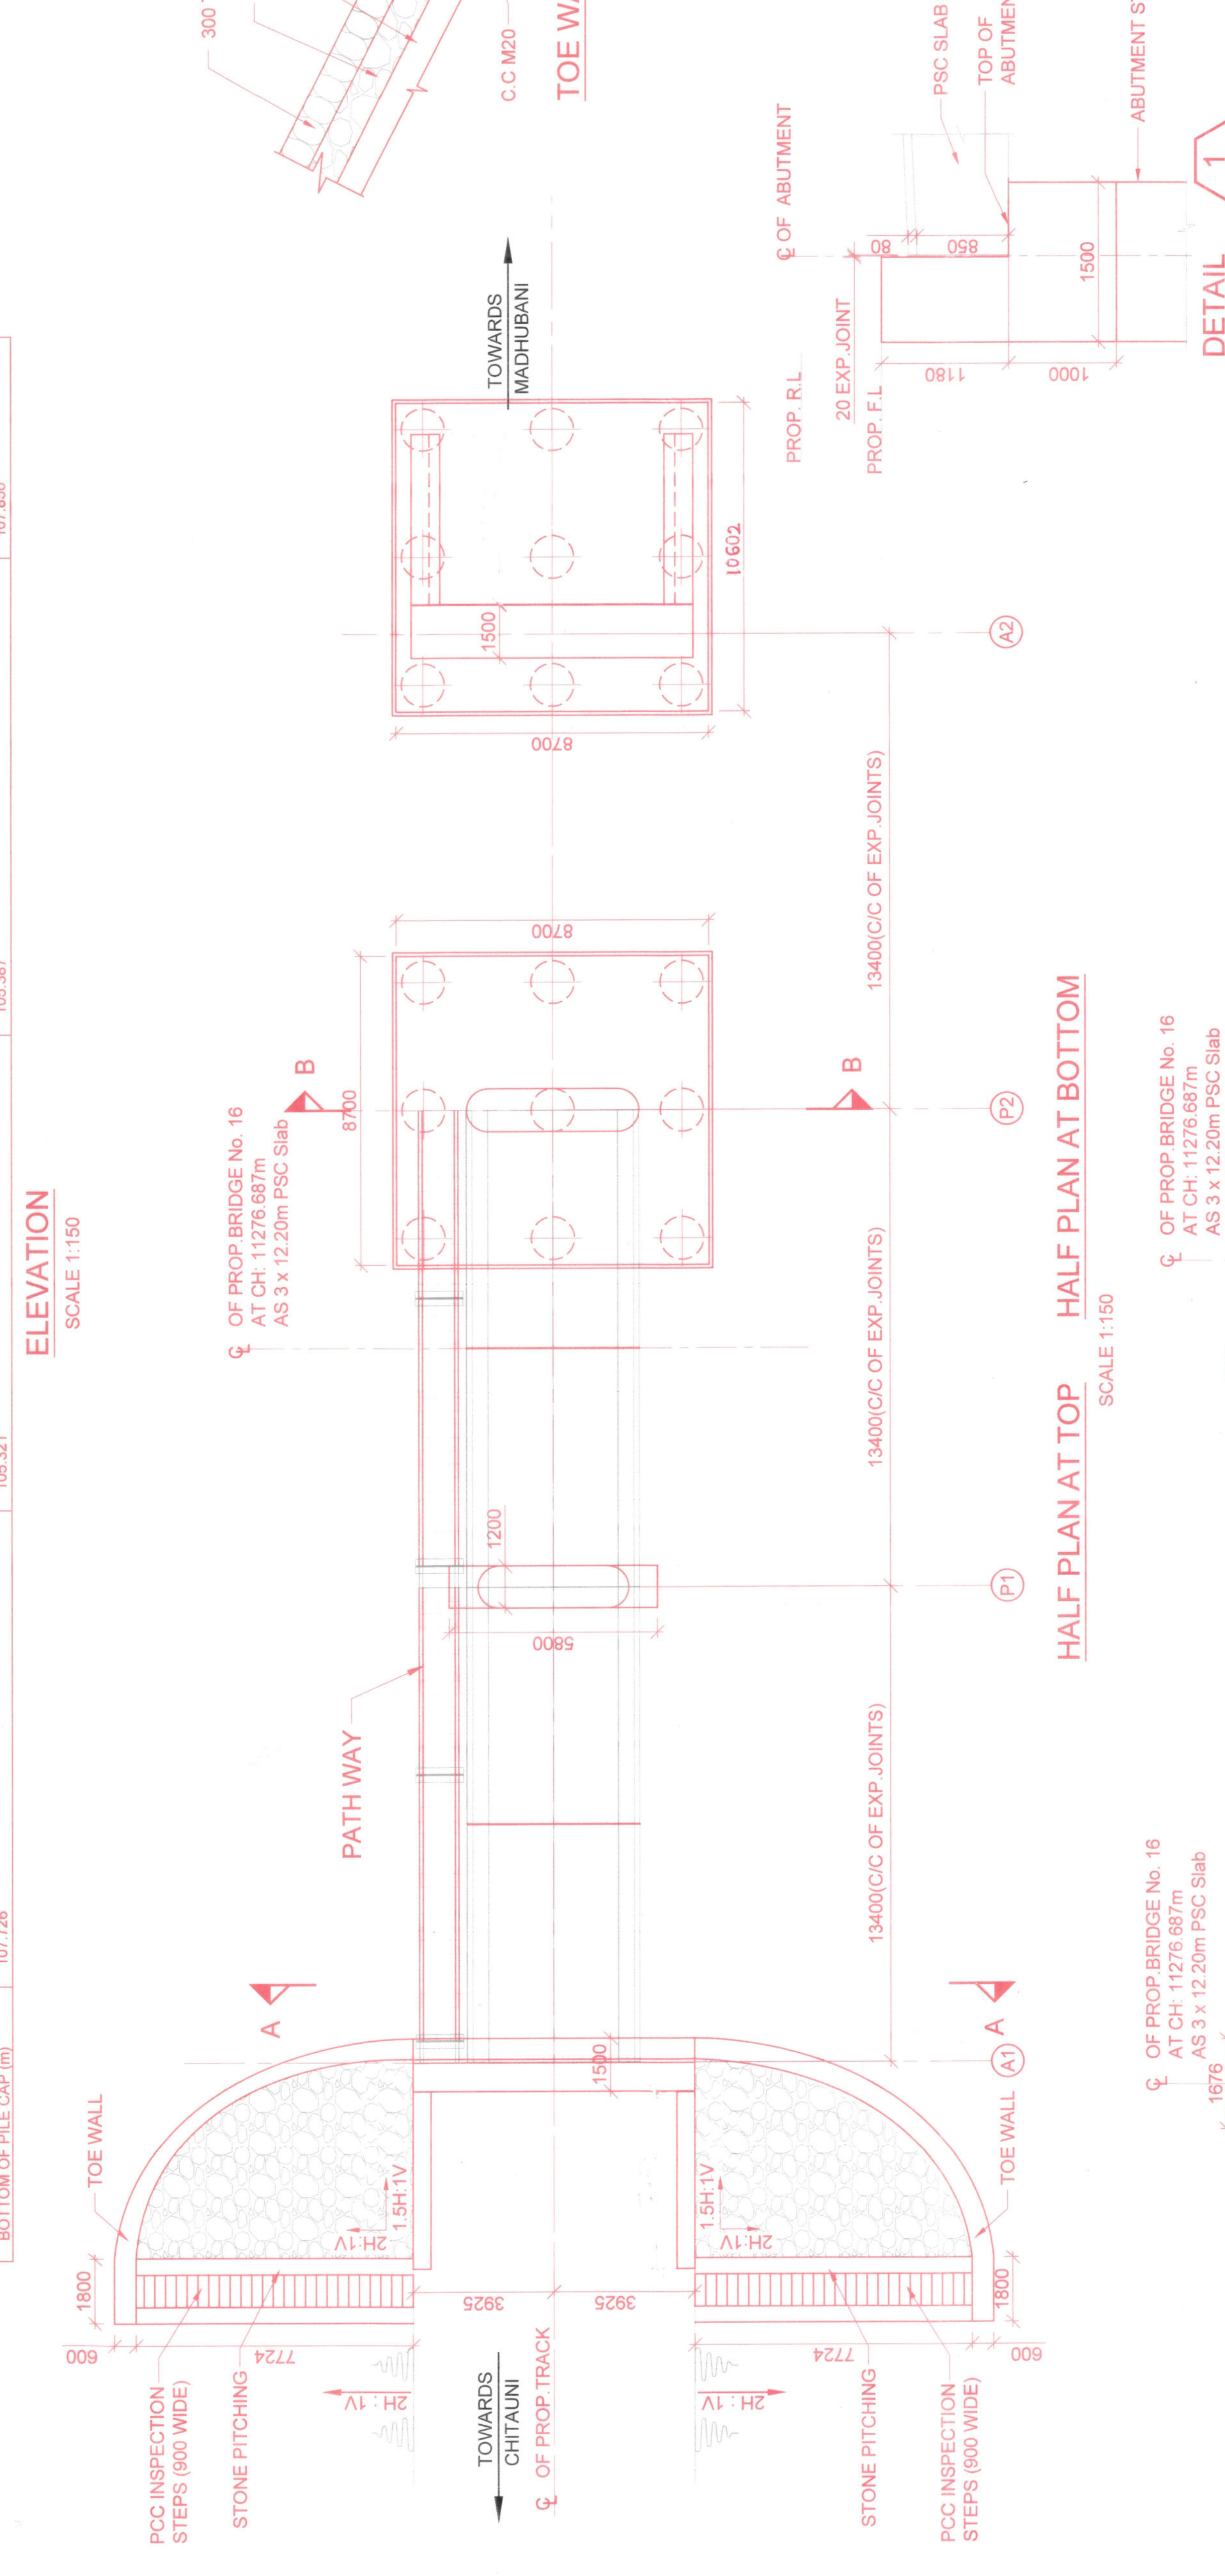 BOTTOM OF PILE CAP (m)
107.726
105.321
105.387
107.850
ELEVATION
SCALE 1:150
300
C.C M20
TOE WA
TOE WALL
1800
600
PCC INSPECTION
STEPS (900 WIDE)
STONE PITCHING
7724
2H:1V
1.5H:1V
2H : 1V
A
PATH WAY
℄ OF PROP.BRIDGE No. 16
AT CH: 11276.687m
AS 3 x 12.20m PSC Slab
B
8700
8700
8700
1500
10602
TOWARDS
MADHUBANI
TOWARDS
CHITAUNI
℄ OF PROP.TRACK
3925
3925
1500
5800
1200
2H : 1V
2H:1V
1.5H:1V
7724
STONE PITCHING
PCC INSPECTION
STEPS (900 WIDE)
600
1800
TOE WALL
A
B
13400(C/C OF EXP.JOINTS)
13400(C/C OF EXP.JOINTS)
13400(C/C OF EXP.JOINTS)
A1
P1
P2
A2
HALF PLAN AT TOP
HALF PLAN AT BOTTOM
SCALE 1:150
℄ OF ABUTMENT
PROP. R.L
20 EXP.JOINT
PROP. F.L
80
850
1180
1000
1500
PSC SLAB
TOP OF
ABUTMEN
ABUTMENT S
DETAIL
1
℄ OF PROP.BRIDGE No. 16
AT CH: 11276.687m
AS 3 x 12.20m PSC Slab
1676
℄ OF PROP.BRIDGE No. 16
AT CH: 11276.687m
AS 3 x 12.20m PSC Slab